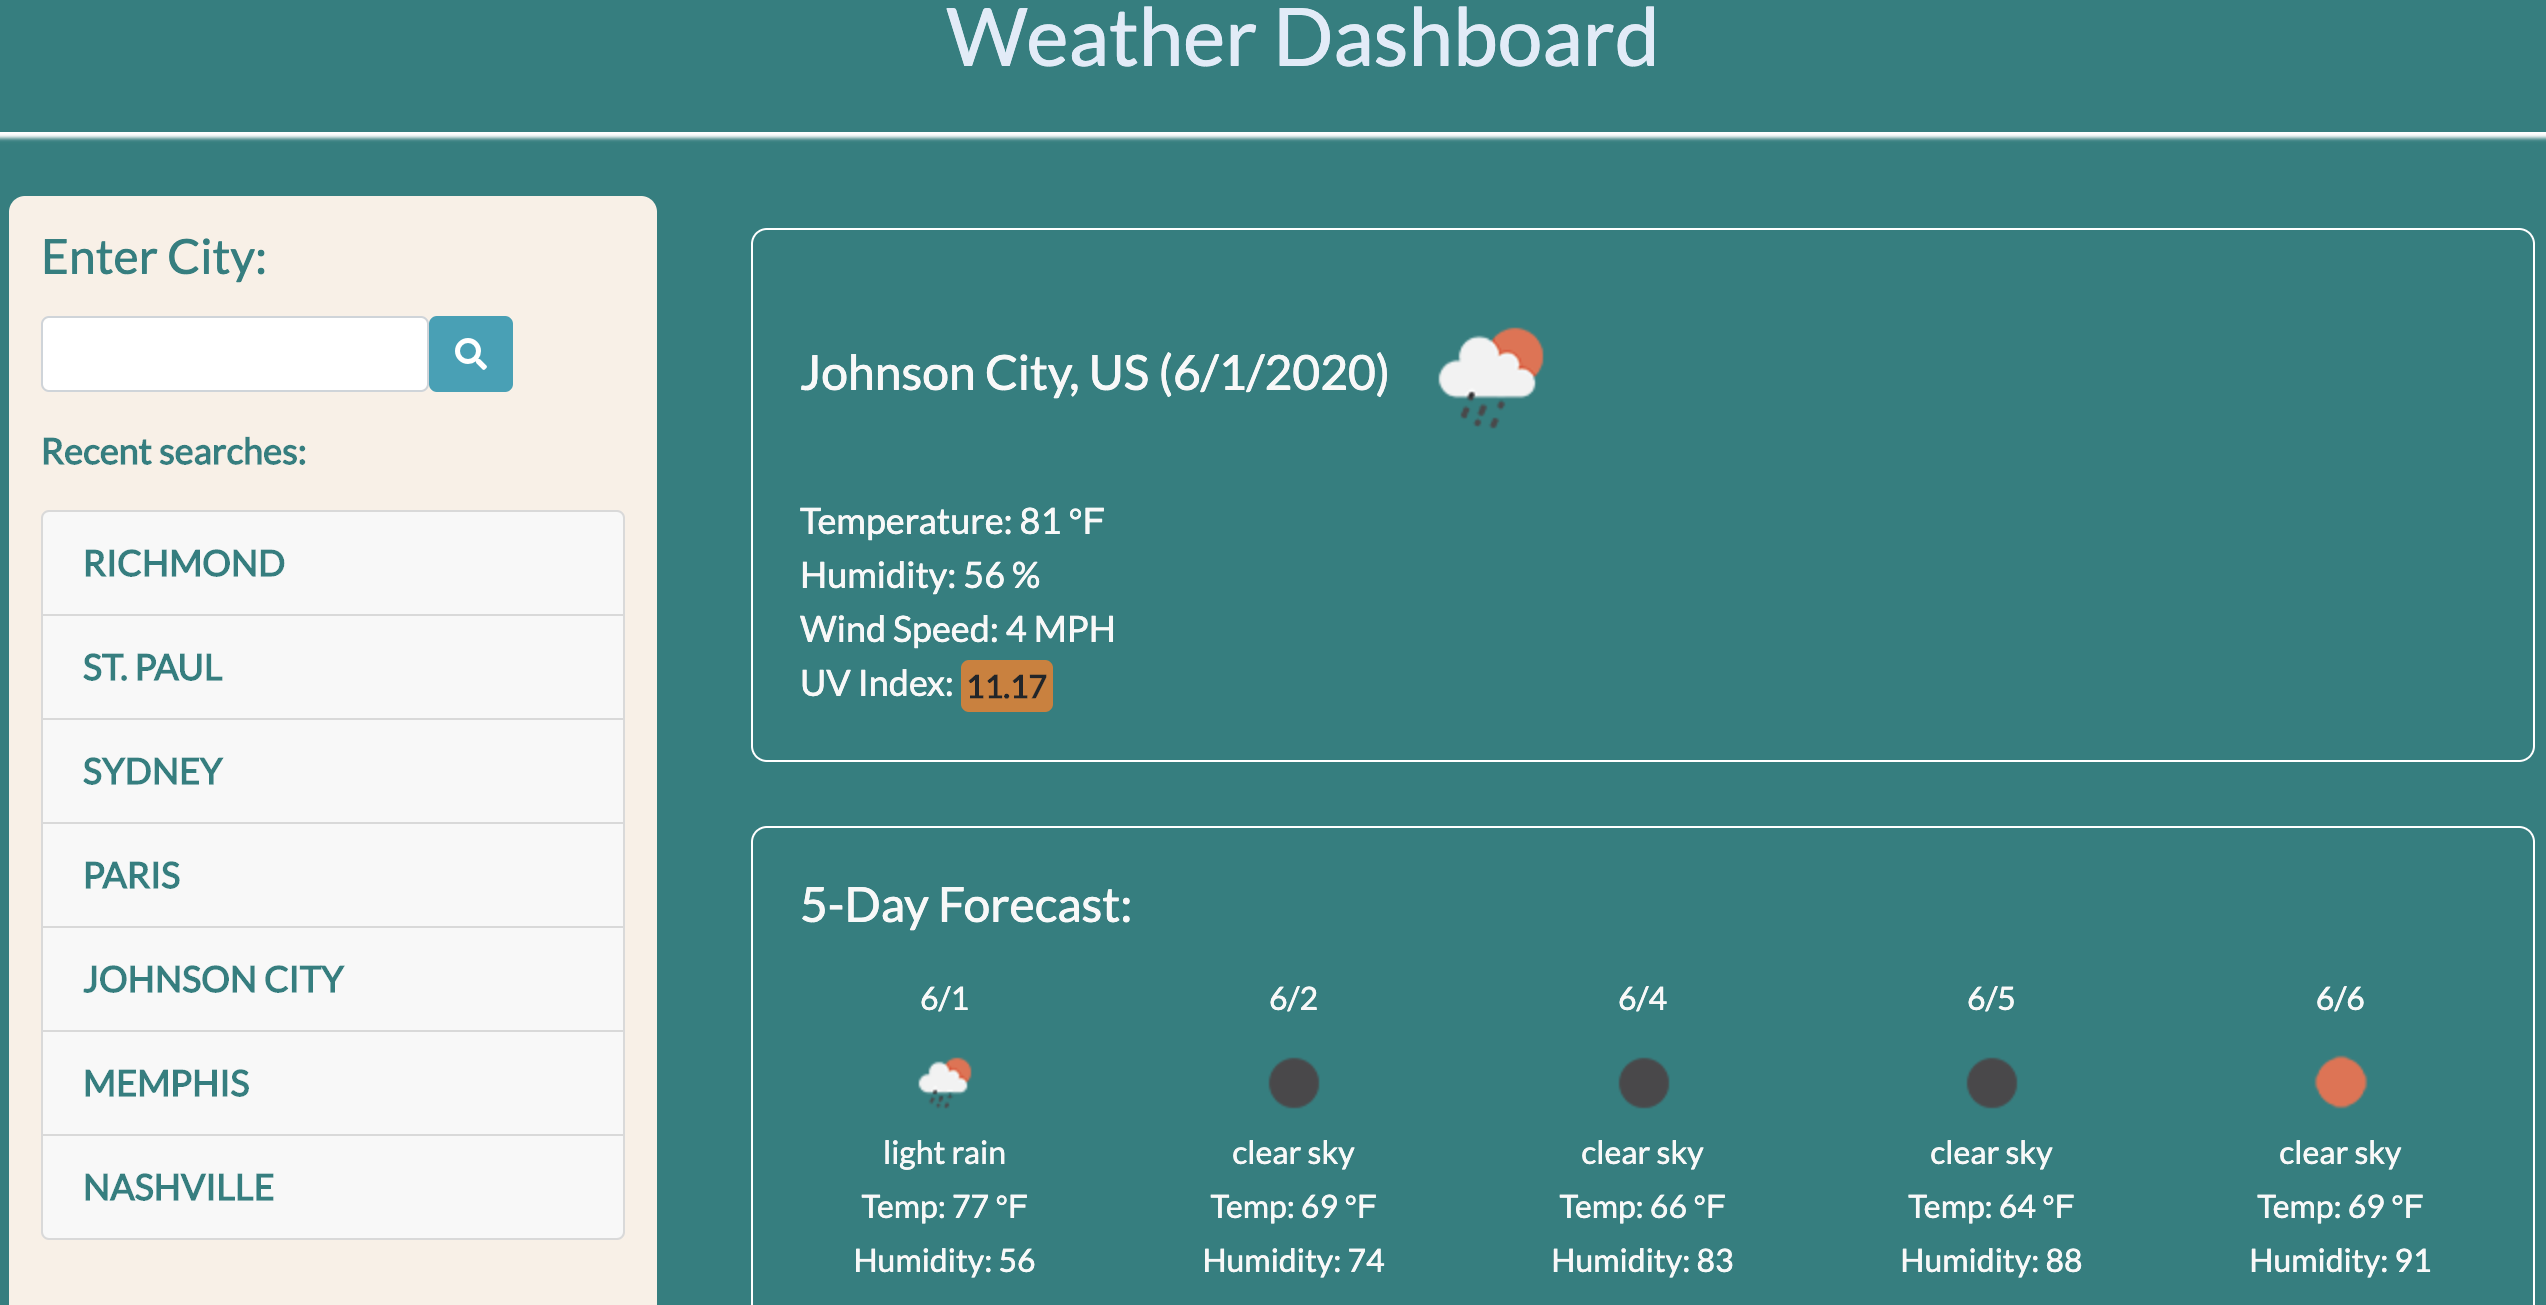 Weather Dashboard
Enter City:
Recent searches:
RICHMOND
ST. PAUL
SYDNEY
PARIS
JOHNSON CITY
MEMPHIS
NASHVILLE
Johnson City, US (6/1/2020)
Temperature: 81 °F
Humidity: 56 %
Wind Speed: 4 MPH
UV Index: 11.17
5-Day Forecast:
6/1 6/2 6/4 6/5 6/6
light rain clear sky clear sky clear sky clear sky
Temp: 77 °F Temp: 69 °F Temp: 66 °F Temp: 64 °F Temp: 69 °F
Humidity: 56 Humidity: 74 Humidity: 83 Humidity: 88 Humidity: 91